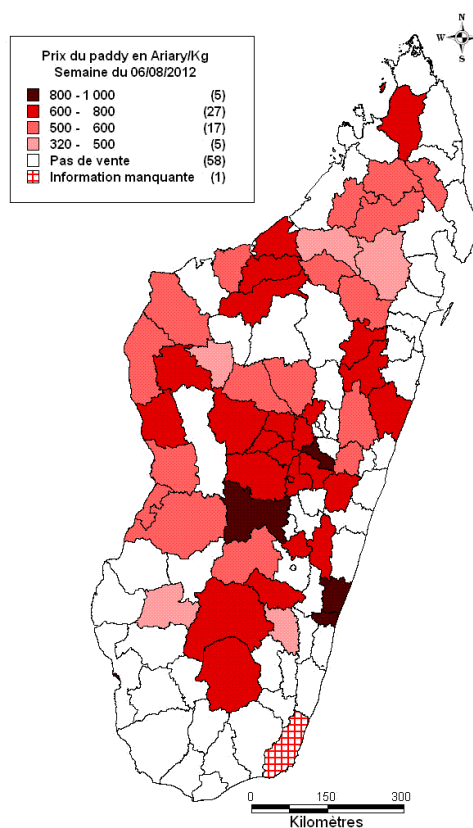 Prix du paddy en Ariary/Kg
Semaine du 06/08/2012
800 - 1 000 (5)
600 - 800 (27)
500 - 600 (17)
320 - 500 (5)
Pas de vente (58)
Information manquante (1)
N
W E
S
0 150 300
Kilomètres